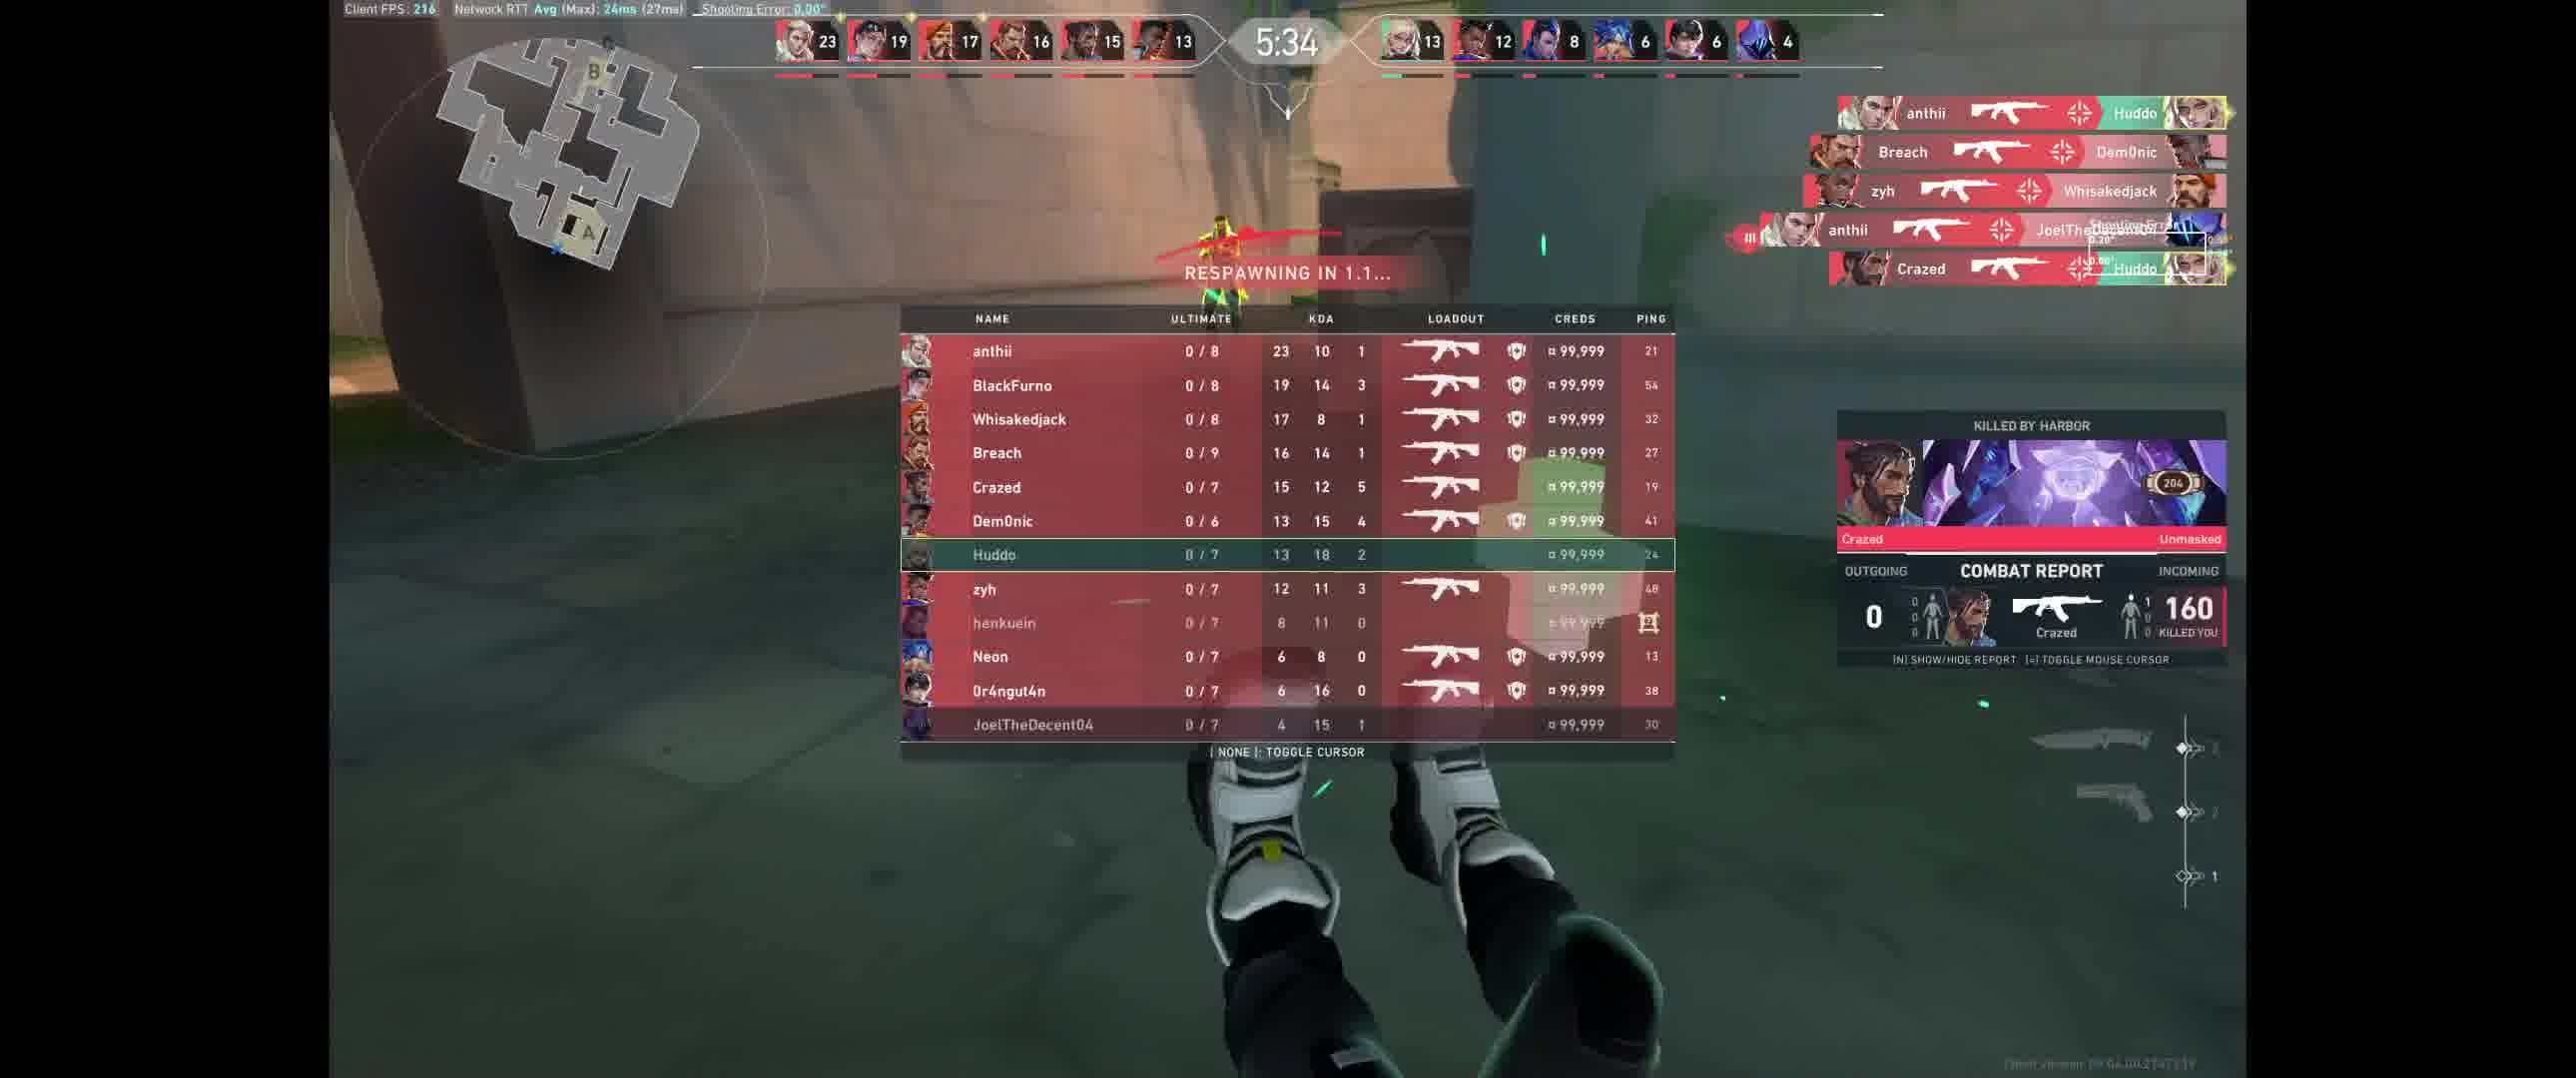 Client FPS: 216 Network RTT Avg (Max): 24ms (27ms) Shooting Error: 0.00°
23 19 17 16 15 13 5:34 13 12 8 6 6 4
B
A
anthii Huddo
Breach Dem0nic
zyh Whisakedjack
anthii
Crazed Huddo
RESPAWNING IN 1.1...
NAME ULTIMATE KDA LOADOUT CREDS PING
anthii 0 / 8 23 10 1 ¤ 99,999 21
BlackFurno 0 / 8 19 14 3 ¤ 99,999 54
Whisakedjack 0 / 8 17 8 1 ¤ 99,999 32
Breach 0 / 9 16 14 1 ¤ 99,999 27
Crazed 0 / 7 15 12 5 ¤ 99,999 19
Dem0nic 0 / 6 13 15 4 ¤ 99,999 41
Huddo 0 / 7 13 18 2 ¤ 99,999 24
zyh 0 / 7 12 11 3 ¤ 99,999 48
henkuein 0 / 7 8 11 0 ¤ 99,999
Neon 0 / 7 6 8 0 ¤ 99,999 13
0r4ngut4n 0 / 7 6 16 0 ¤ 99,999 38
JoelTheDecent04 0 / 7 4 15 1 ¤ 99,999 30
[ NONE ]: TOGGLE CURSOR
KILLED BY HARBOR
204
Crazed Unmasked
OUTGOING COMBAT REPORT INCOMING
0 0 0 0 Crazed 1 0 0 160 KILLED YOU
[N] SHOW/HIDE REPORT [=] TOGGLE MOUSE CURSOR
1